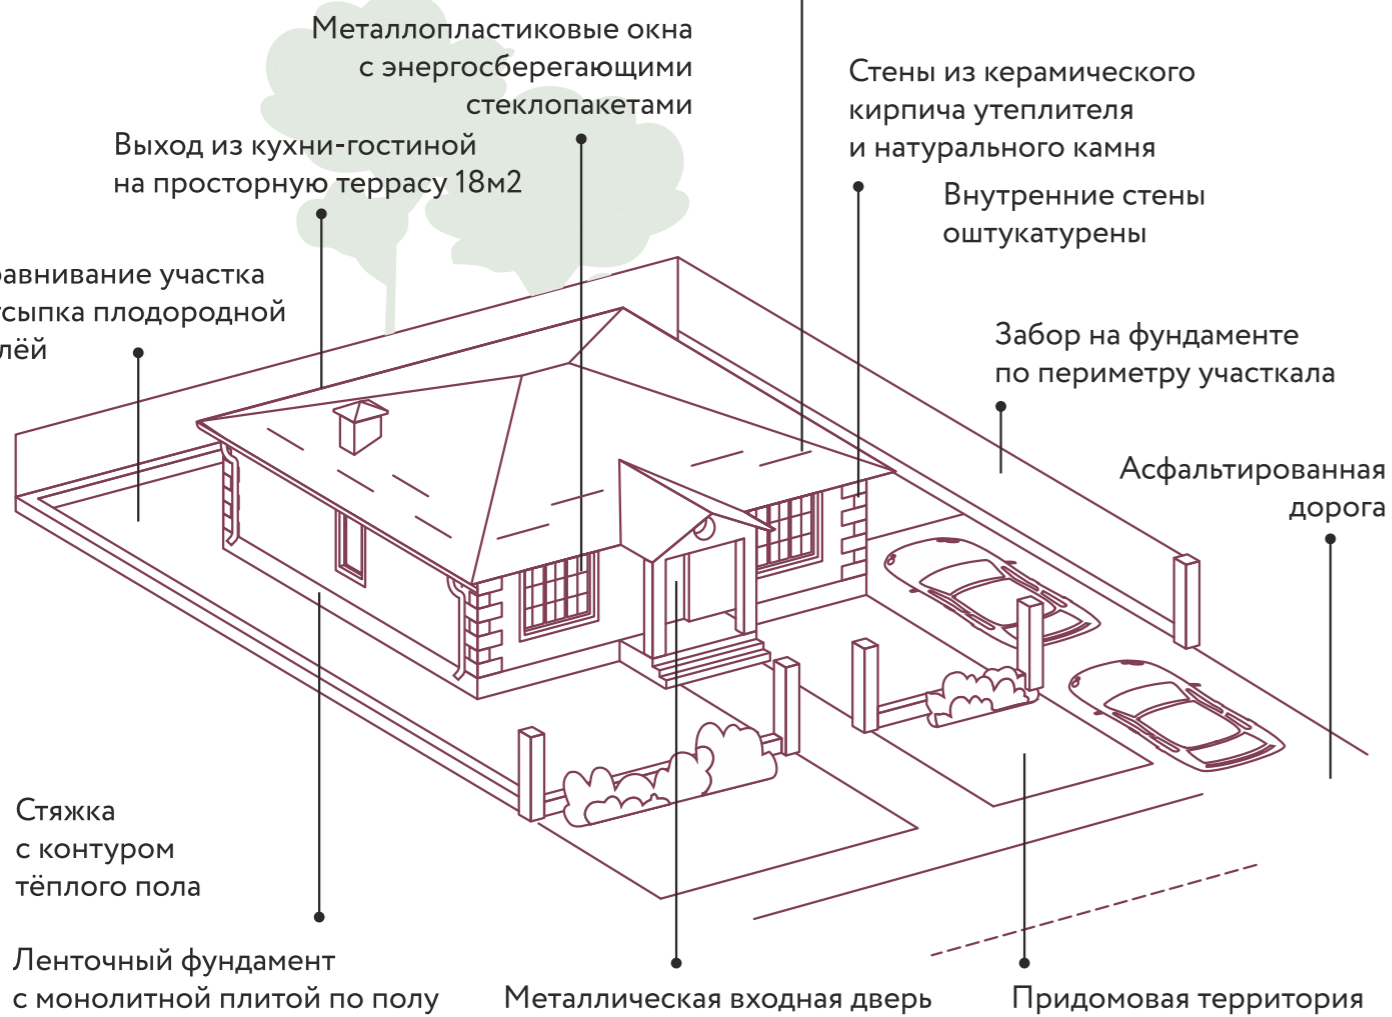 Металлопластиковые окна
с энергосберегающими
стеклопакетами
Стены из керамического
кирпича утеплителя
и натурального камня
Выход из кухни-гостиной
на просторную террасу 18м2
Внутренние стены
оштукатурены
участка
плодородной
Забор на фундаменте
по периметру участкала
Асфальтированная
дорога
Стяжка
с контуром
тёплого пола
Ленточный фундамент
с монолитной плитой по полу
Металлическая входная дверь
Придомовая территория